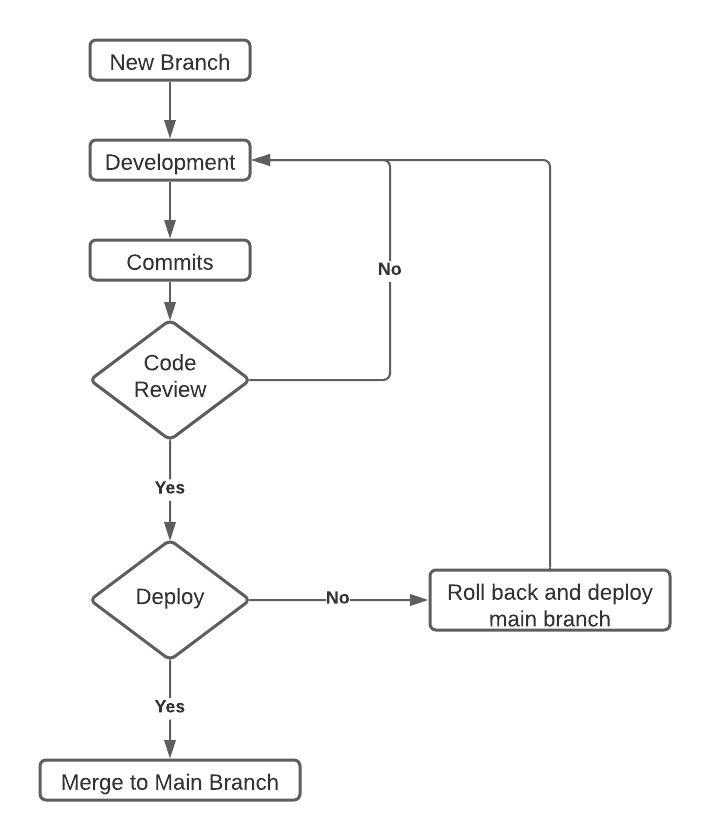 New Branch
Development
Commits
No
Code
Review
Yes
Deploy
No
Roll back and deploy
main branch
Yes
Merge to Main Branch